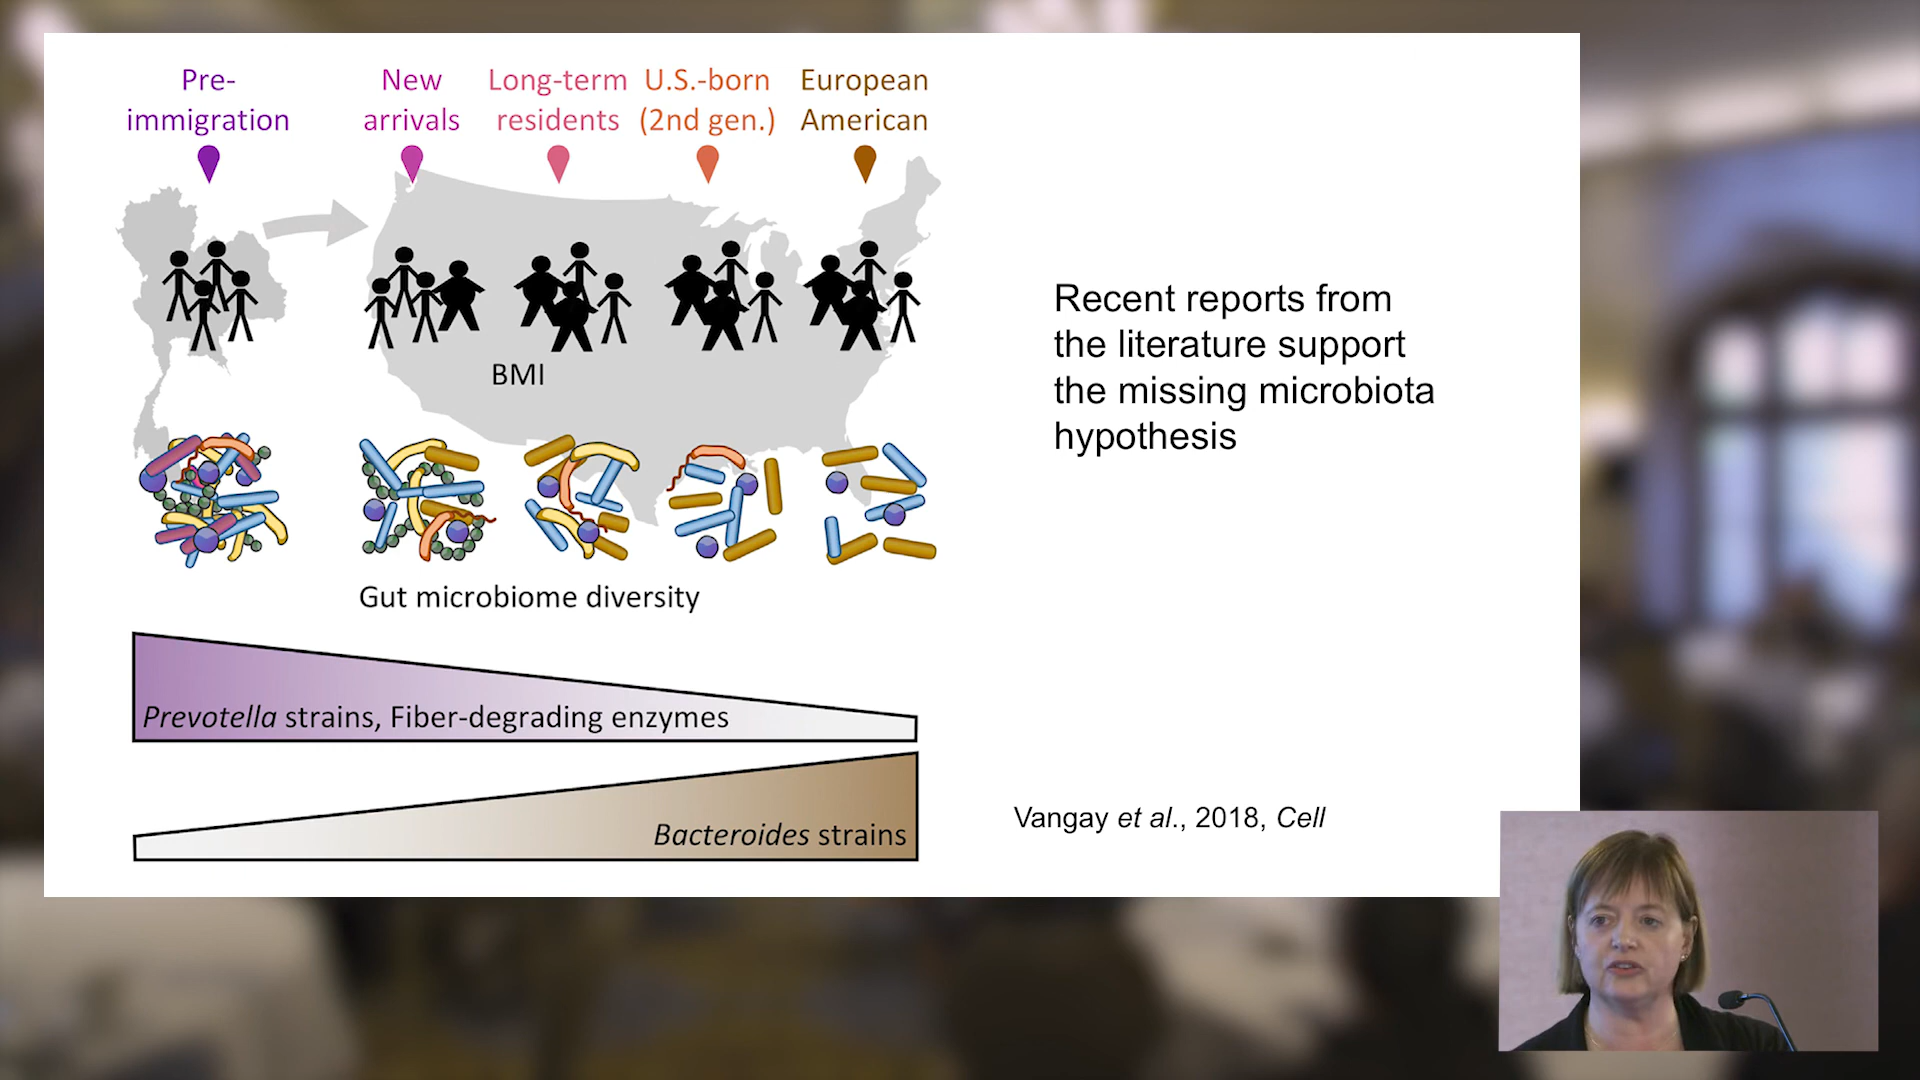 Pre-
immigration
New
arrivals
Long-term
residents
U.S.-born
(2nd gen.)
European
American
BMI
Gut microbiome diversity
Prevotella strains, Fiber-degrading enzymes
Bacteroides strains
Recent reports from
the literature support
the missing microbiota
hypothesis
Vangay et al., 2018, Cell